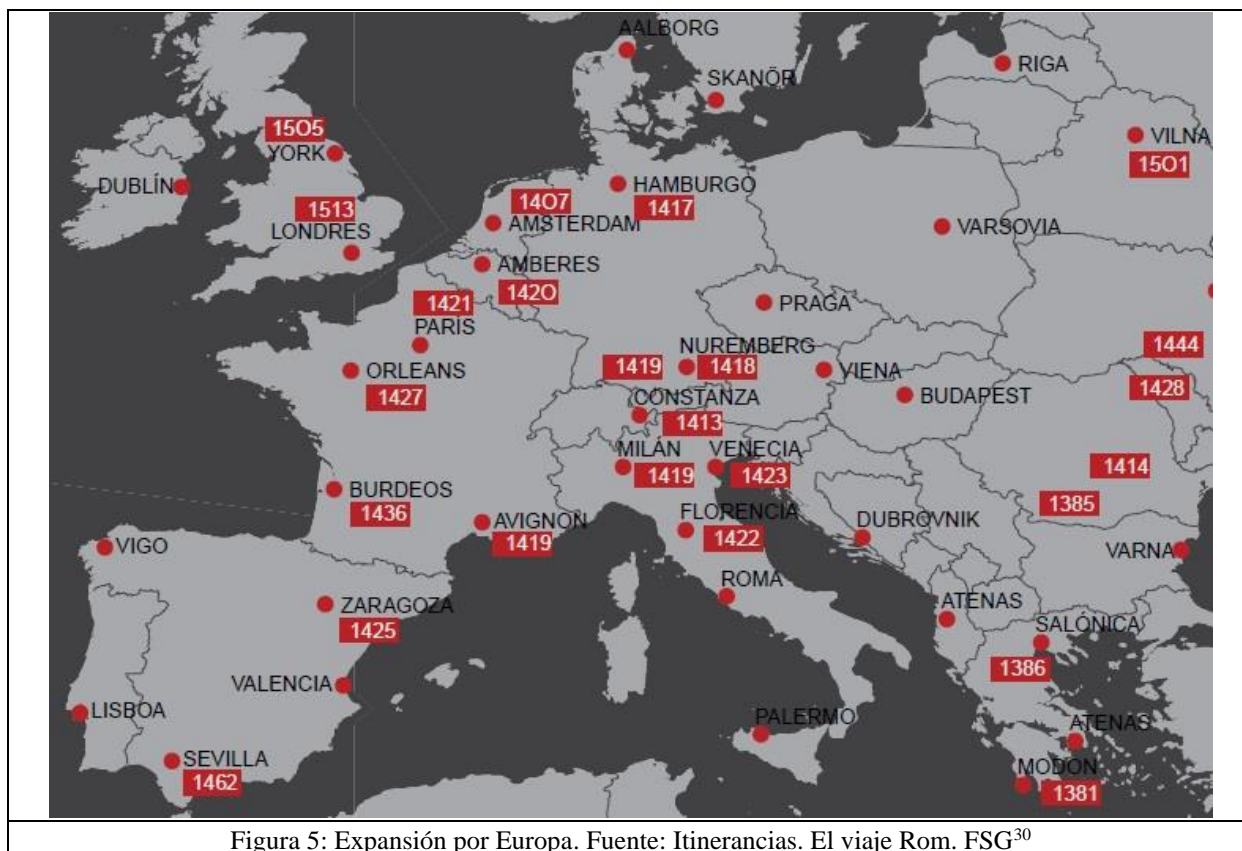 AALBORG
RIGA
SKANÖR
1505
YORK
VILNA
1501
DUBLÍN
HAMBURGO
1417
1407
AMSTERDAM
1513
LONDRES
VARSOVIA
AMBERES
1420
1421
PARÍS
PRAGA
NUREMBERG
1419
1418
1444
ORLEANS
1427
VIENA
1428
BUDAPEST
CONSTANZA
1413
MILÁN
1419
VENECIA
1423
1414
BURDEOS
1436
1385
AVIGNON
1419
FLORENCIA
1422
DUBROVNIK
VIGO
VARNA
ROMA
ZARAGOZA
1425
ATENAS
SALÓNICA
1386
VALENCIA
LISBOA
PALERMO
ATENAS
SEVILLA
1462
MODON
1381
Figura 5: Expansión por Europa. Fuente: Itinerancias. El viaje Rom. FSG30